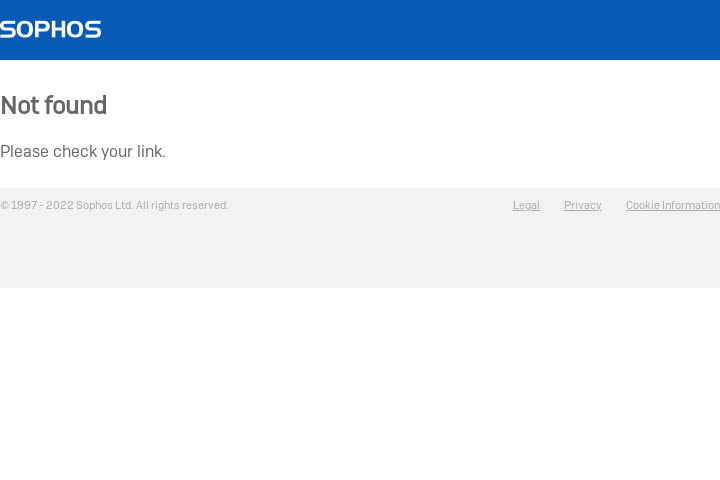 SOPHOS
Not found
Please check your link.
© 1997 - 2022 Sophos Ltd. All rights reserved. Legal Privacy Cookie Information